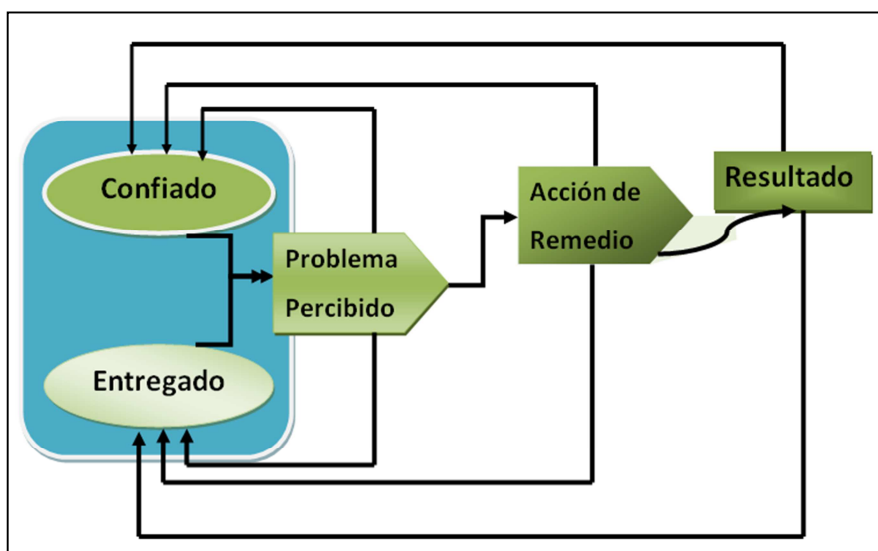 Confiado
Entregado
Problema
Percibido
Acción de
Remedio
Resultado